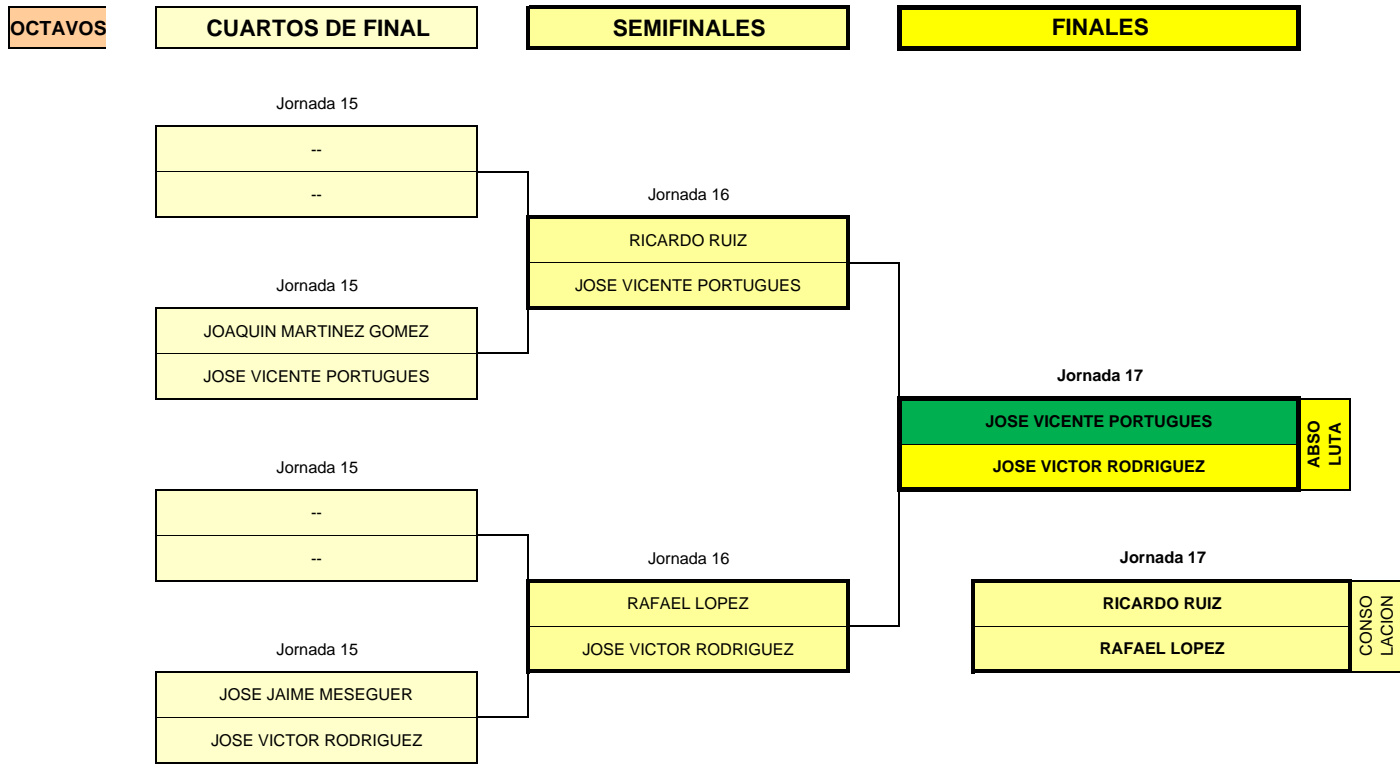 OCTAVOS
CUARTOS DE FINAL
SEMIFINALES
FINALES
Jornada 15
--
--
Jornada 16
RICARDO RUIZ
JOSE VICENTE PORTUGUES
Jornada 15
JOAQUIN MARTINEZ GOMEZ
JOSE VICENTE PORTUGUES
Jornada 17
JOSE VICENTE PORTUGUES
JOSE VICTOR RODRIGUEZ
ABSO
LUTA
Jornada 15
--
--
Jornada 16
RAFAEL LOPEZ
JOSE VICTOR RODRIGUEZ
Jornada 17
RICARDO RUIZ
RAFAEL LOPEZ
CONSO
LACION
Jornada 15
JOSE JAIME MESEGUER
JOSE VICTOR RODRIGUEZ